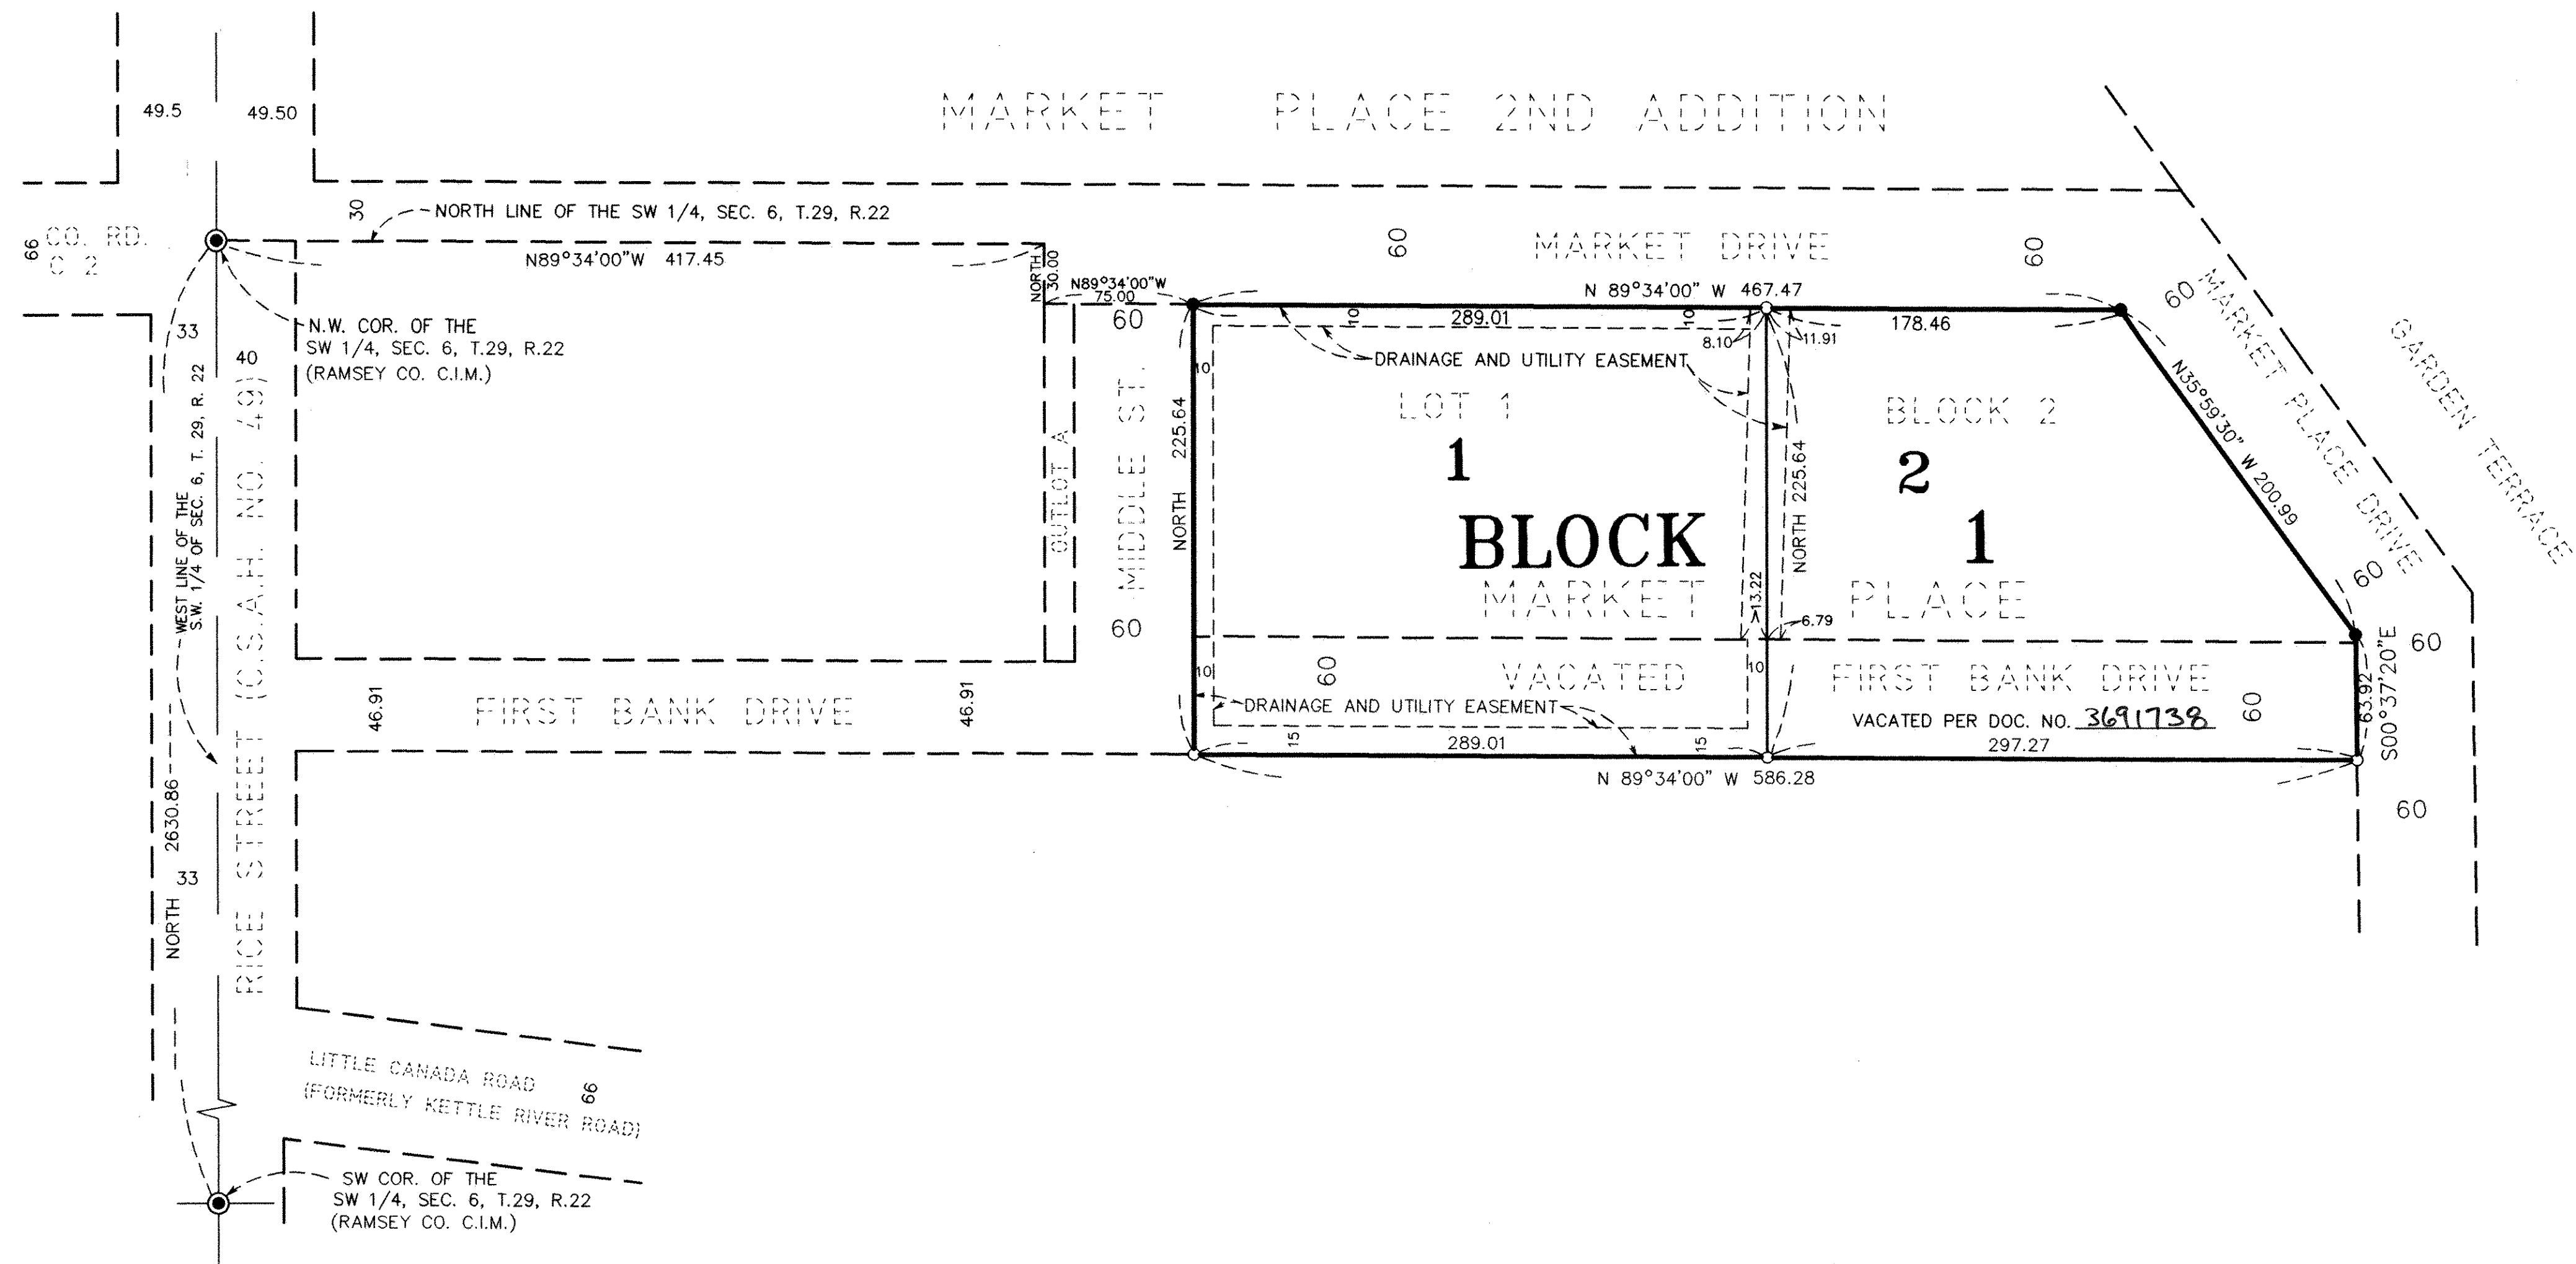 49.5
49.50
MARKET PLACE 2ND ADDITION
30
NORTH LINE OF THE SW 1/4, SEC. 6, T.29, R.22
66
CO. RD.
C 2
N89°34'00"W 417.45
NORTH
30.00
N89°34'00"W
75.00
60
MARKET DRIVE
60
N 89°34'00" W 467.47
60
MARKET PLACE DRIVE
GARDEN TERRACE
N.W. COR. OF THE
SW 1/4, SEC. 6, T.29, R.22
(RAMSEY CO. C.I.M.)
33
40
60
10
289.01
10
8.10
11.91
178.46
DRAINAGE AND UTILITY EASEMENT
10
WEST LINE OF THE
S.W. 1/4 OF SEC. 6, T. 29, R. 22
RICE STREET (C.S.A.H. NO. 49)
OUTLOT A
MIDDLE ST.
NORTH 225.64
LOT 1
BLOCK 2
1
2
NORTH 225.64
N35°59'30" W 200.99
BLOCK 1
MARKET PLACE
13.22
6.79
60
60
60
S00°37'20"E
63.92
10
60
VACATED
10
FIRST BANK DRIVE
46.91
FIRST BANK DRIVE
46.91
DRAINAGE AND UTILITY EASEMENT
VACATED PER DOC. NO. 3691738
60
15
289.01
15
297.27
N 89°34'00" W 586.28
60
NORTH 2630.86
33
LITTLE CANADA ROAD
(FORMERLY KETTLE RIVER ROAD)
66
SW COR. OF THE
SW 1/4, SEC. 6, T.29, R.22
(RAMSEY CO. C.I.M.)